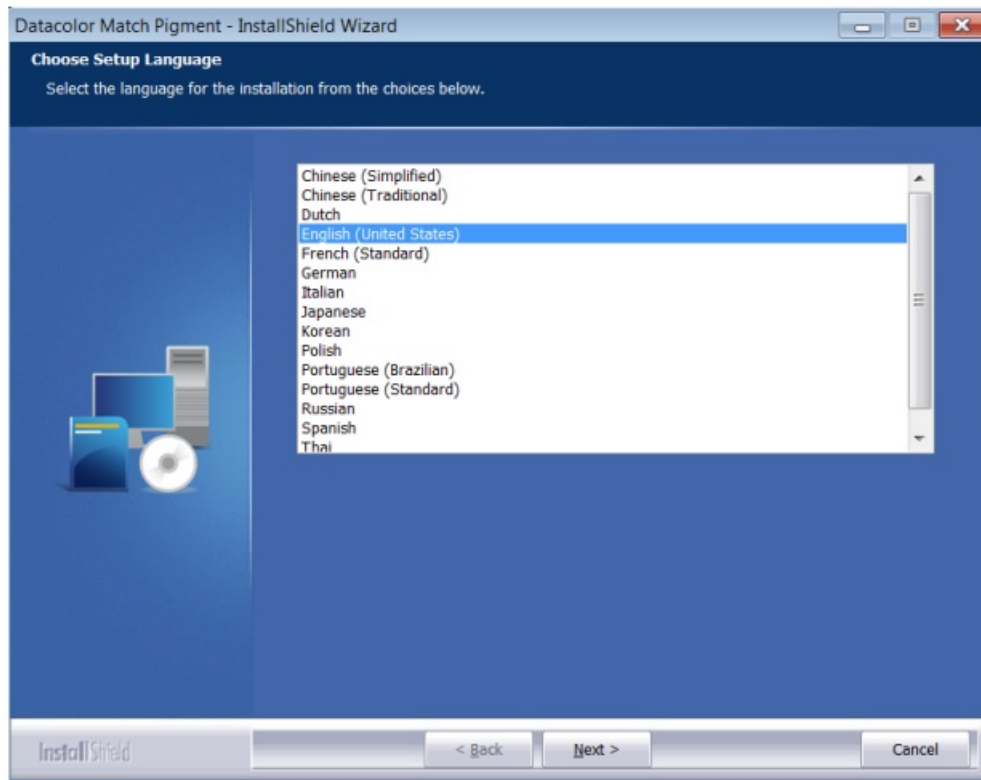 Datacolor Match Pigment - InstallShield Wizard
Choose Setup Language
Select the language for the installation from the choices below.
Chinese (Simplified)
Chinese (Traditional)
Dutch
English (United States)
French (Standard)
German
Italian
Japanese
Korean
Polish
Portuguese (Brazilian)
Portuguese (Standard)
Russian
Spanish
Thai
InstallShield
< Back
Next >
Cancel